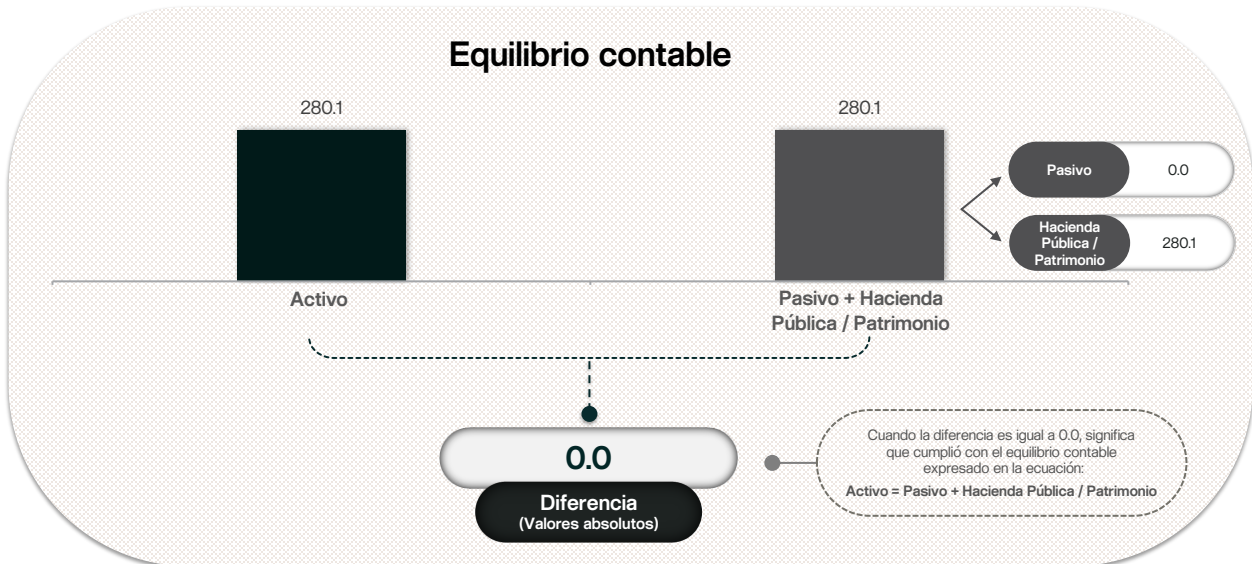 Equilibrio contable
280.1
280.1
Pasivo
0.0
Hacienda
Pública /
Patrimonio
280.1
Activo
Pasivo + Hacienda
Pública / Patrimonio
0.0
Diferencia
(Valores absolutos)
Cuando la diferencia es igual a 0.0, significa
que cumplió con el equilibrio contable
expresado en la ecuación:
Activo = Pasivo + Hacienda Pública / Patrimonio